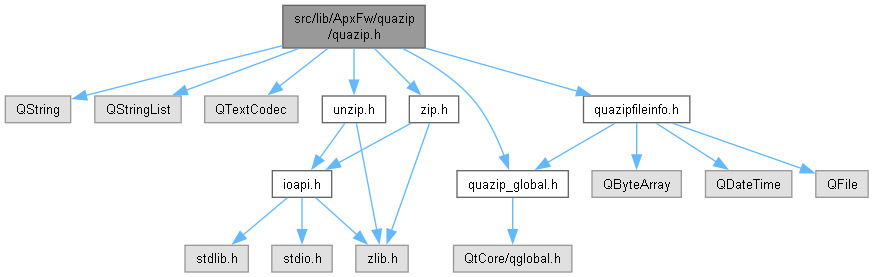 src/lib/ApxFw/quazip
/quazip.h
QString
QStringList
QTextCodec
unzip.h
zip.h
quazipfileinfo.h
ioapi.h
quazip_global.h
QByteArray
QDateTime
QFile
stdlib.h
stdio.h
zlib.h
QtCore/qglobal.h